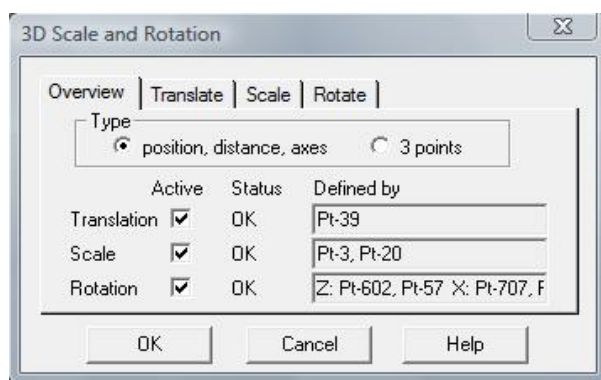 3D Scale and Rotation
Overview Translate Scale Rotate
Type
position, distance, axes 3 points
Active Status Defined by
Translation OK Pt-39
Scale OK Pt-3, Pt-20
Rotation OK Z: Pt-602, Pt-57 X: Pt-707, F
OK Cancel Help